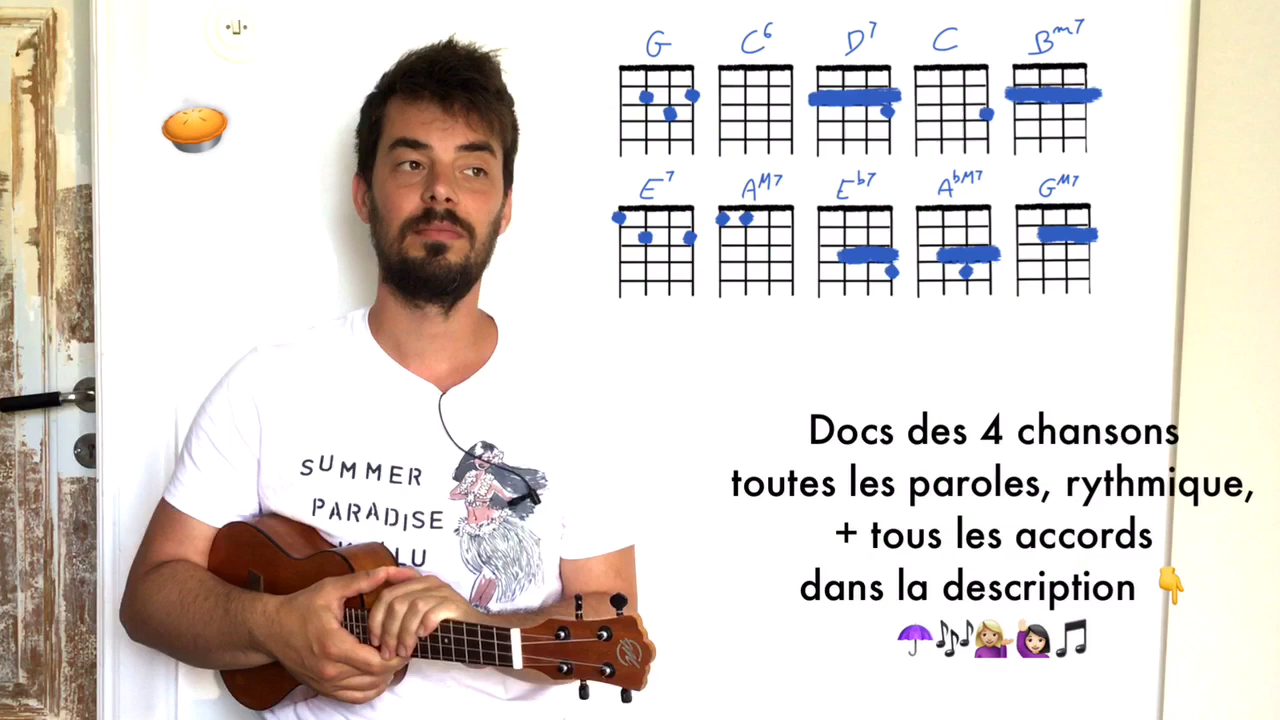 G C6 D7 C Bm7
E7 AM7 Eb7 AbM7 GM7
SUMMER
PARADISE
LU
Docs des 4 chansons
toutes les paroles, rythmique,
+ tous les accords
dans la description